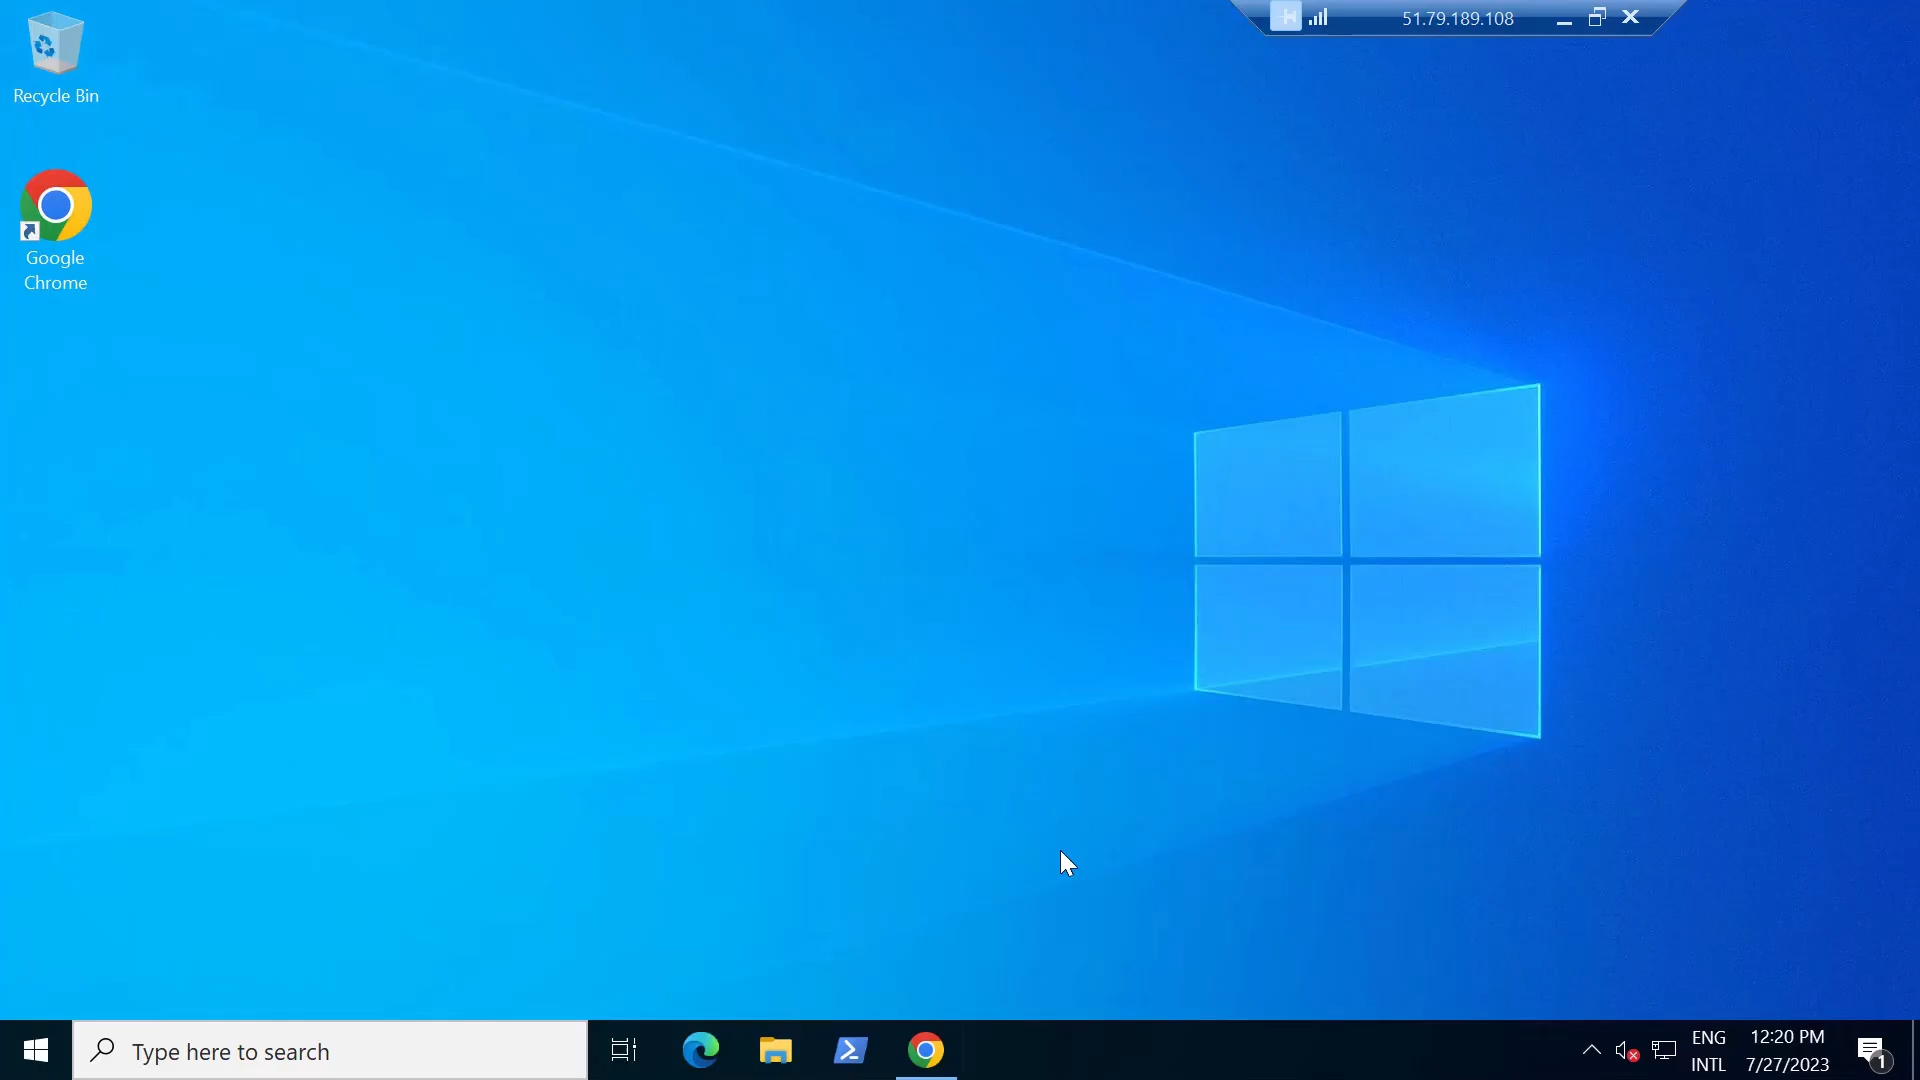 51.79.189.108
Recycle Bin
Google
Chrome
Type here to search
ENG
INTL
12:20 PM
7/27/2023
1